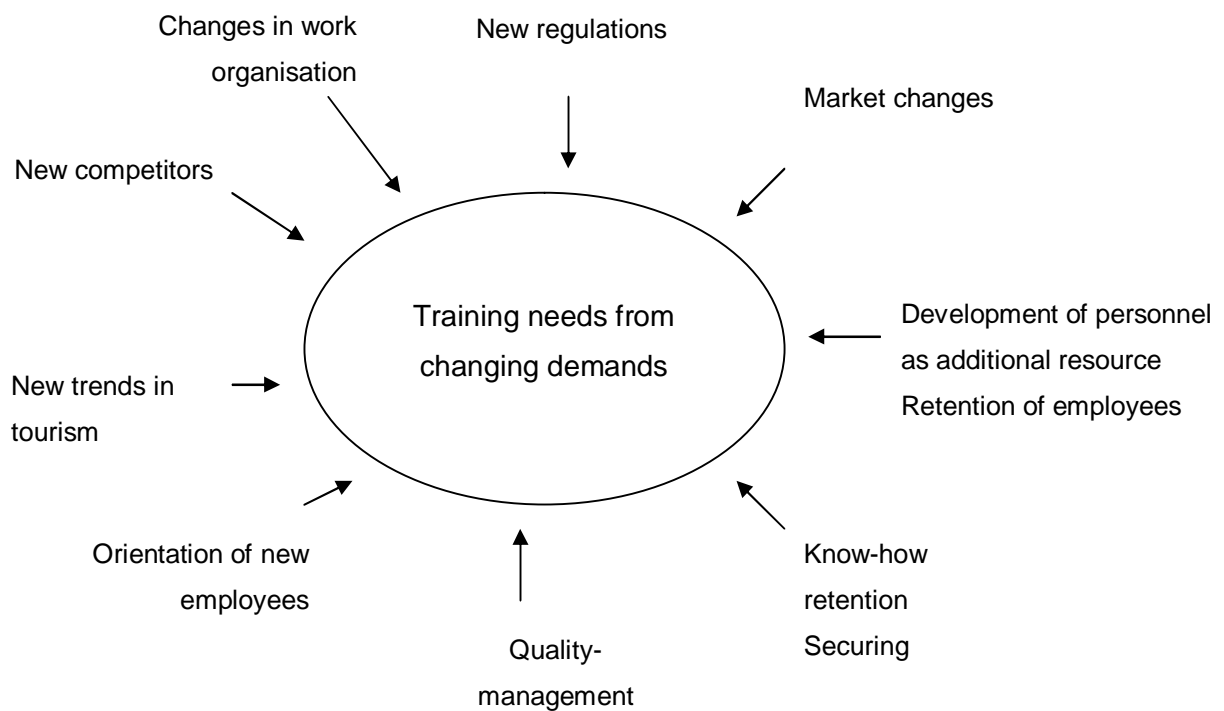 Changes in work
organisation
New regulations
Market changes
New competitors
Training needs from
changing demands
Development of personnel
as additional resource
Retention of employees
New trends in
tourism
Orientation of new
employees
Know-how
retention
Securing
Quality-
management